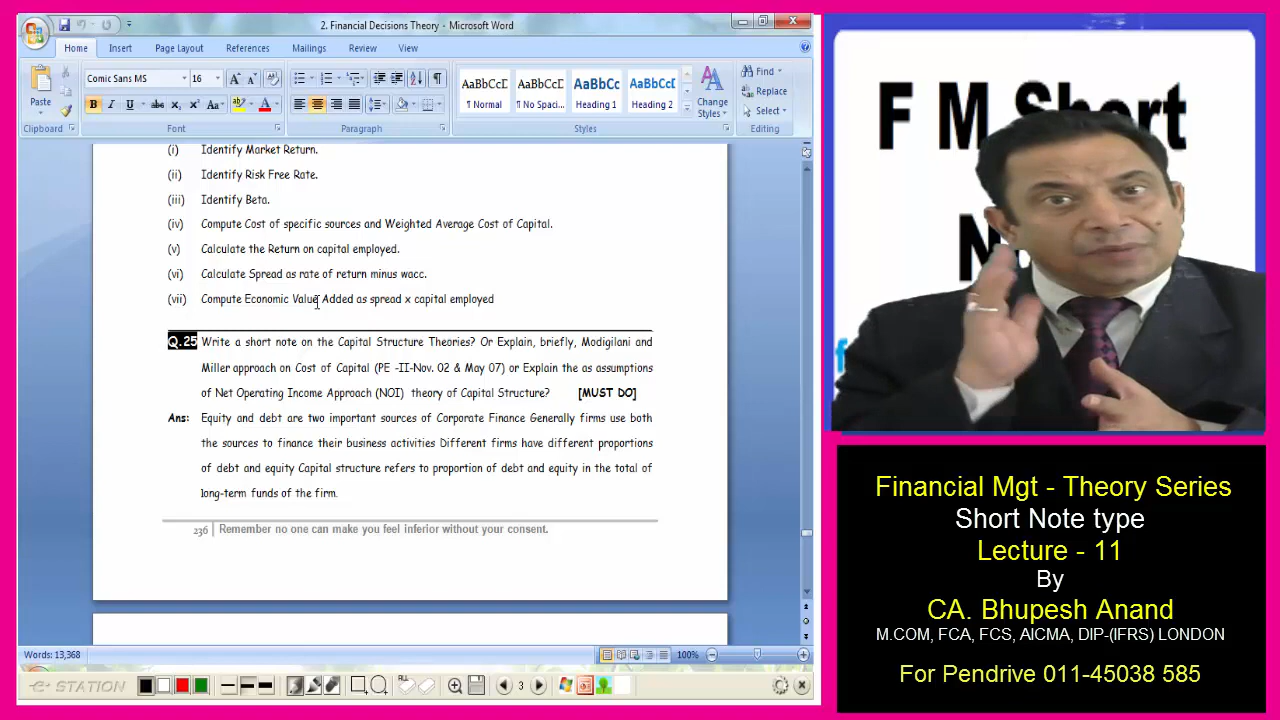 2. Financial Decisions Theory - Microsoft Word
Home Insert Page Layout References Mailings Review View
Paste
Comic Sans MS 16
AaBbCcD AaBbCcD AaBbCc AaBbCc
¶ Normal ¶ No Spaci... Heading 1 Heading 2
Change Styles
Find
Replace
Select
Clipboard Font Paragraph Styles Editing
(i) Identify Market Return.
(ii) Identify Risk Free Rate.
(iii) Identify Beta.
(iv) Compute Cost of specific sources and Weighted Average Cost of Capital.
(v) Calculate the Return on capital employed.
(vi) Calculate Spread as rate of return minus wacc.
(vii) Compute Economic Value Added as spread x capital employed
Q.25 Write a short note on the Capital Structure Theories? Or Explain, briefly, Modigilani and
Miller approach on Cost of Capital (PE -II-Nov. 02 & May 07) or Explain the as assumptions
of Net Operating Income Approach (NOI) theory of Capital Structure? [MUST DO]
Ans: Equity and debt are two important sources of Corporate Finance Generally firms use both
the sources to finance their business activities Different firms have different proportions
of debt and equity Capital structure refers to proportion of debt and equity in the total of
long-term funds of the firm.
236 | Remember no one can make you feel inferior without your consent.
Words: 13,368
100%
STATION
3
F M Short
Financial Mgt - Theory Series
Short Note type
Lecture - 11
By
CA. Bhupesh Anand
M.COM, FCA, FCS, AICMA, DIP-(IFRS) LONDON
For Pendrive 011-45038 585